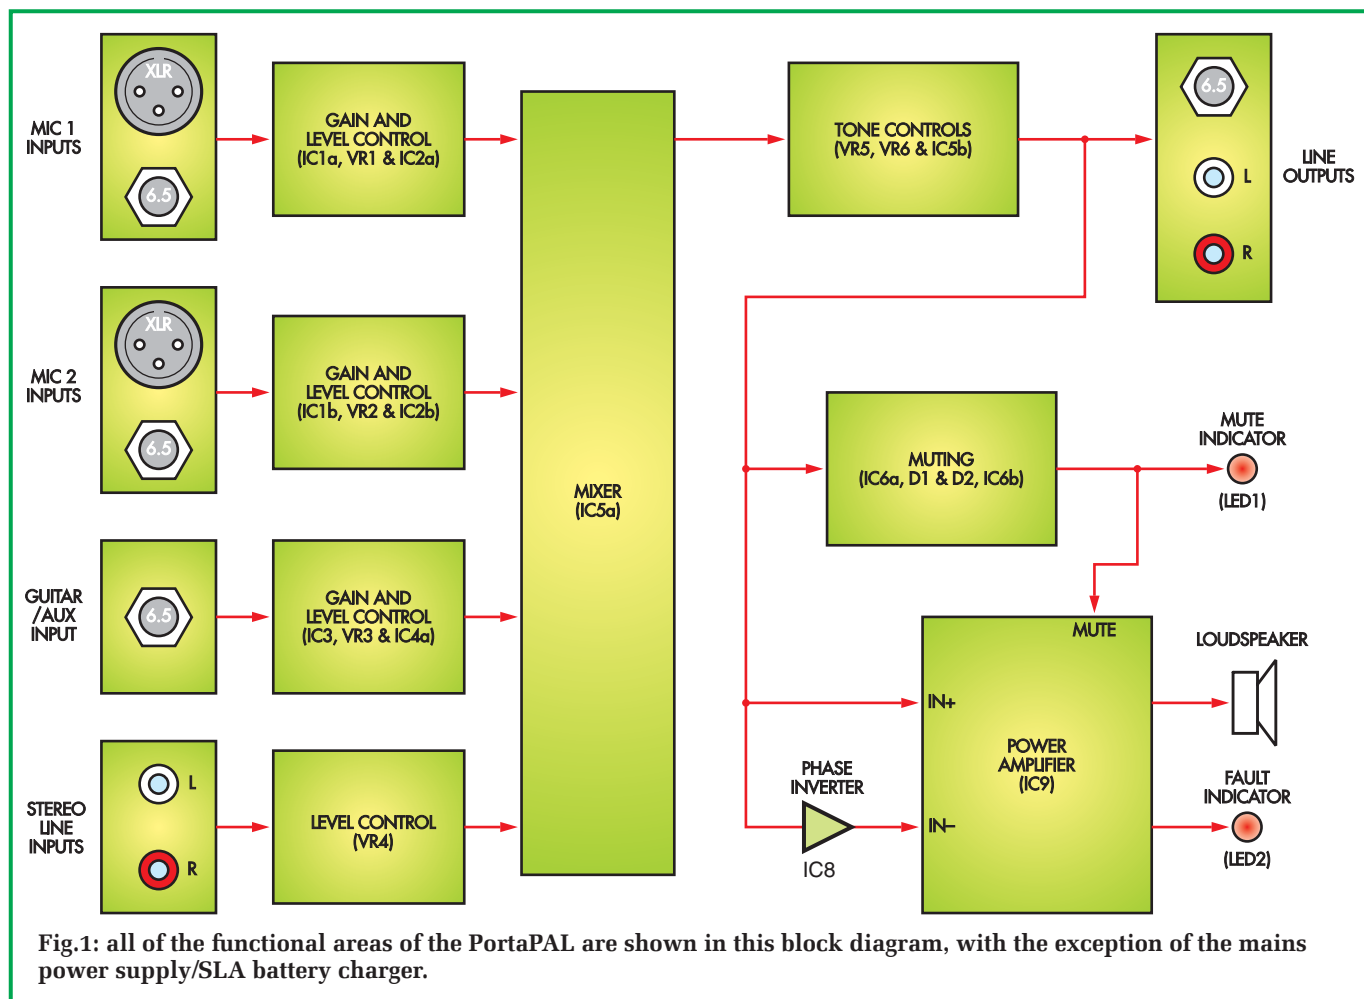 MIC 1
INPUTS
XLR
6.5
GAIN AND
LEVEL CONTROL
(IC1a, VR1 & IC2a)
MIC 2
INPUTS
XLR
6.5
GAIN AND
LEVEL CONTROL
(IC1b, VR2 & IC2b)
GUITAR
/AUX
INPUT
6.5
GAIN AND
LEVEL CONTROL
(IC3, VR3 & IC4a)
STEREO
LINE
INPUTS
L
R
LEVEL CONTROL
(VR4)
MIXER
(IC5a)
TONE CONTROLS
(VR5, VR6 & IC5b)
6.5
L
R
LINE
OUTPUTS
MUTING
(IC6a, D1 & D2, IC6b)
MUTE
INDICATOR
(LED1)
MUTE
IN+
IN–
POWER
AMPLIFIER
(IC9)
PHASE
INVERTER
IC8
LOUDSPEAKER
FAULT
INDICATOR
(LED2)
Fig.1: all of the functional areas of the PortaPAL are shown in this block diagram, with the exception of the mains
power supply/SLA battery charger.